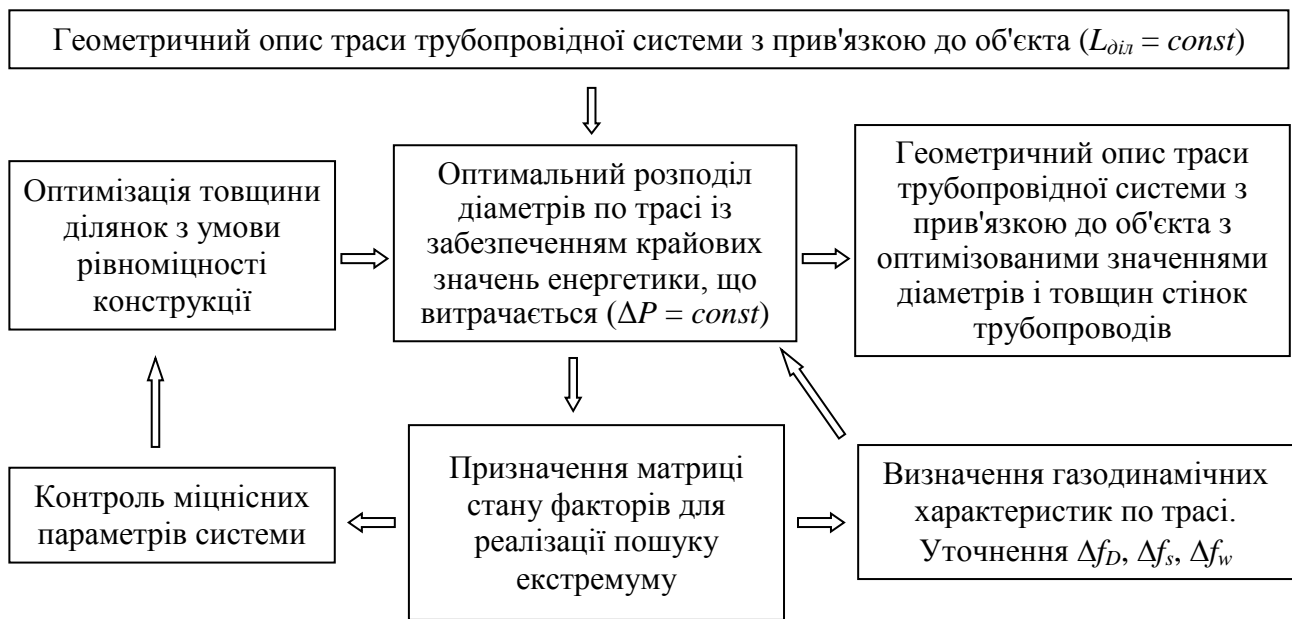 Геометричний опис траси трубопровідної системи з прив'язкою до об'єкта (Lділ = const)
Оптимізація товщини
ділянок з умови
рівноміцності
конструкції
Оптимальний розподіл
діаметрів по трасі із
забезпеченням крайових
значень енергетики, що
витрачається (ΔP = const)
Геометричний опис траси
трубопровідної системи з
прив'язкою до об'єкта з
оптимізованими значеннями
діаметрів і товщин стінок
трубопроводів
Контроль міцнісних
параметрів системи
Призначення матриці
стану факторів для
реалізації пошуку
екстремуму
Визначення газодинамічних
характеристик по трасі.
Уточнення ΔfD, Δfs, Δfw